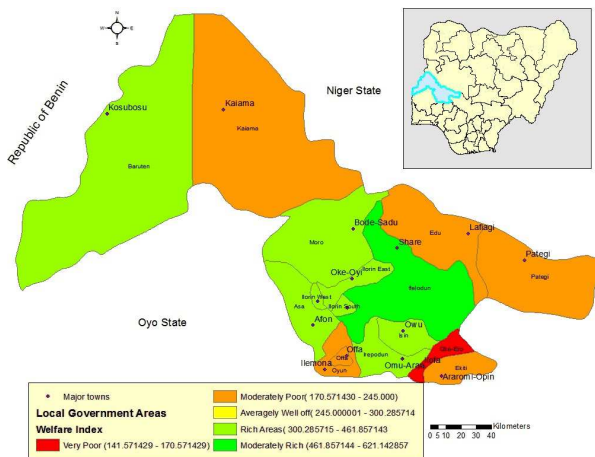 N
W E
S
Republic of Benin
Niger State
Oyo State
Kosubosu
Baruten
Kaiama
Kaiama
Bode-Sadu
Moro
Share
Edu
Lafiagi
Pategi
Pategi
Oke-Oyi
Ilorin East
Ifelodun
Ilorin West
Asa
Ilorin South
Afon
Owu
Isin
Offa
Offa
Ilemona
Oyun
Irepodun
Omu-Aran
Oke-Ero
Ekiti
Araromi-Opin
Major towns
Local Government Areas
Welfare Index
Very Poor (141.571429 - 170.571429)
Moderately Poor(170.571430 - 245.000)
Averagely Well off( 245.000001 - 300.285714
Rich Areas( 300.285715 - 461.857143
Moderately Rich (461.857144 - 621.142857
Kilometers
0 5 10 20 30 40